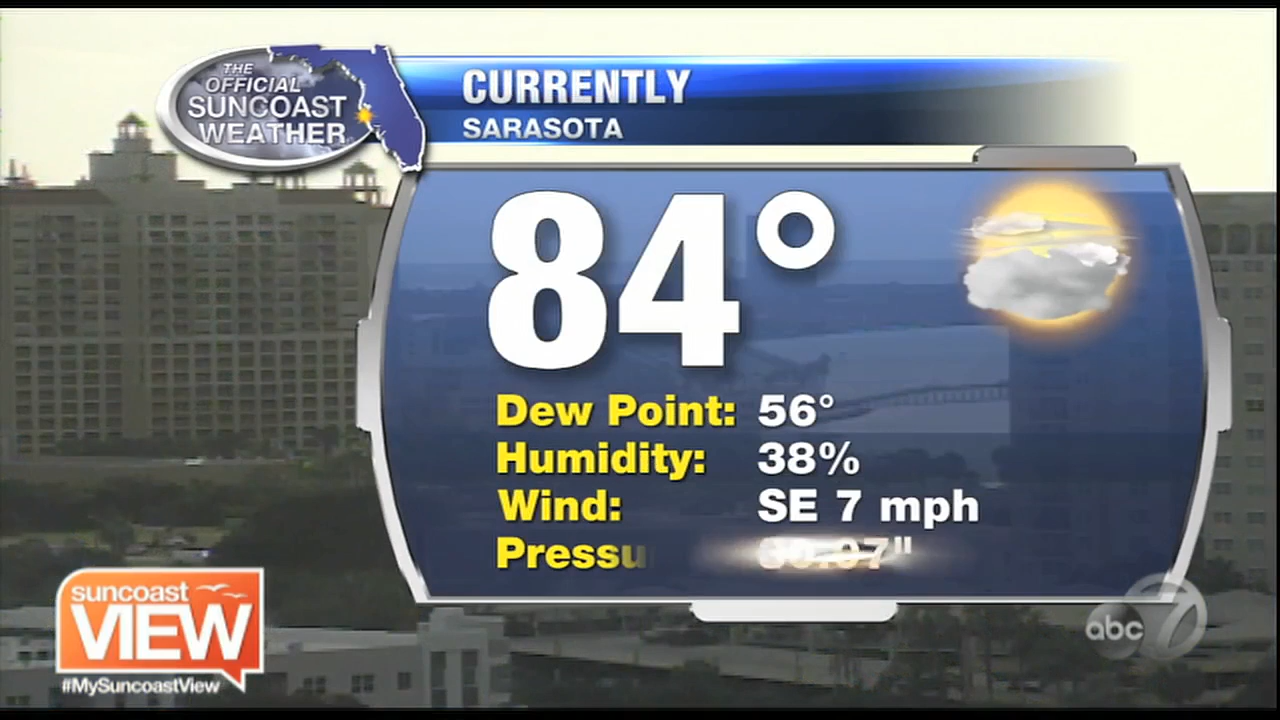 THE
OFFICIAL
SUNCOAST
WEATHER
CURRENTLY
SARASOTA
84°
Dew Point: 56°
Humidity: 38%
Wind: SE 7 mph
Pressu
suncoast
VIEW
#MySuncoastView
abc 7